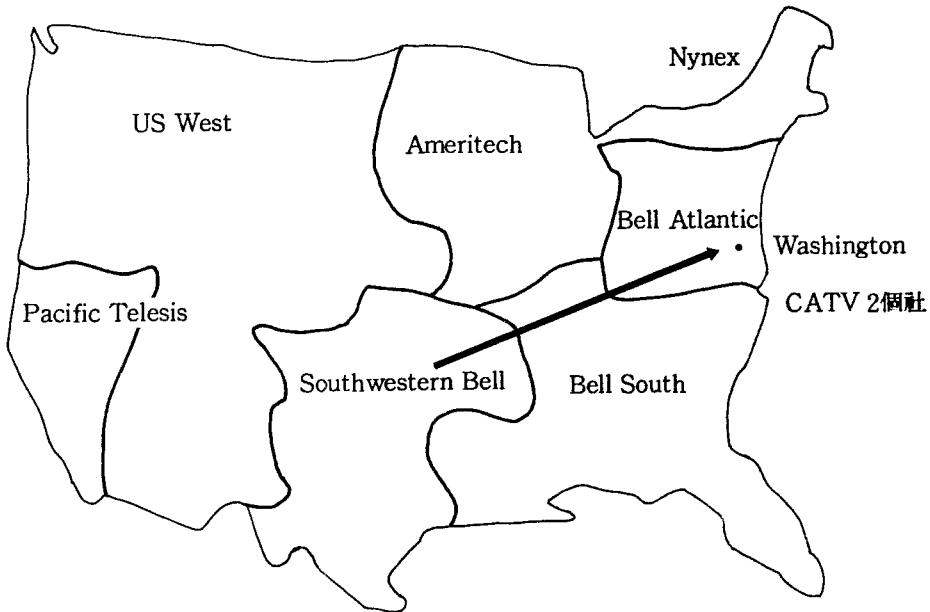 Nynex
US West
Ameritech
Bell Atlantic
Washington
CATV 2個社
Pacific Telesis
Southwestern Bell
Bell South